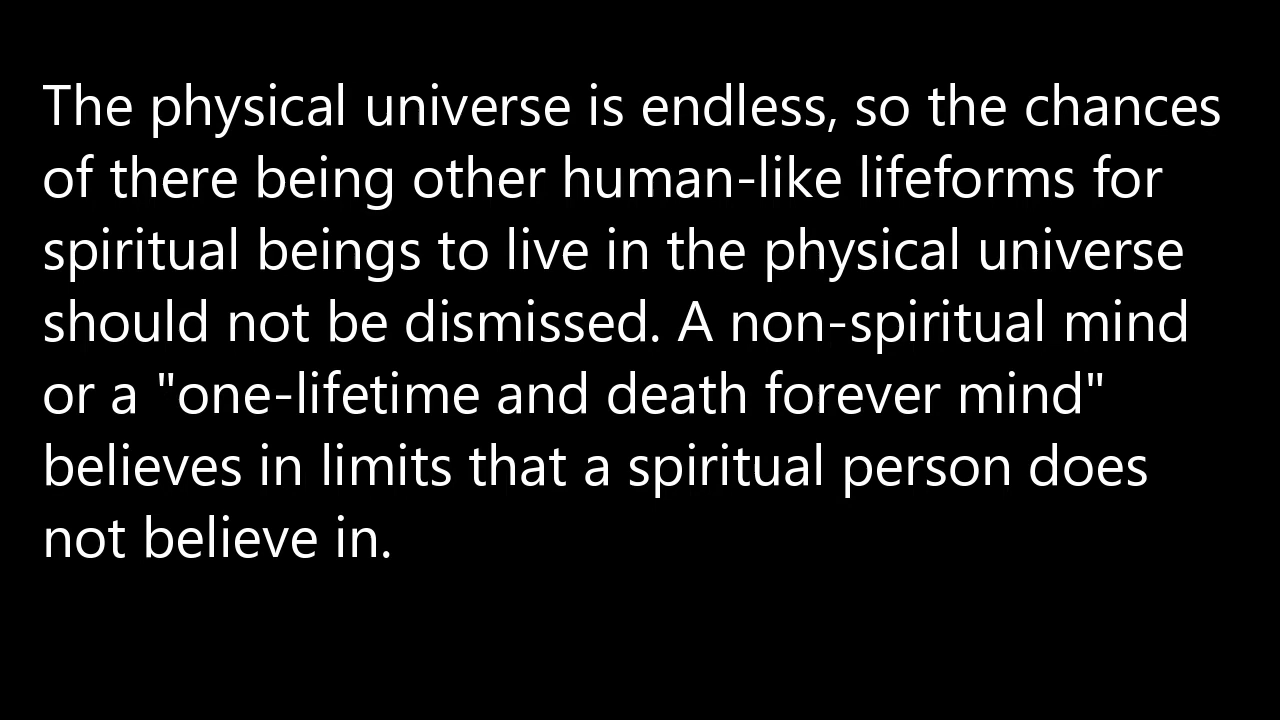 The physical universe is endless, so the chances
of there being other human-like lifeforms for
spiritual beings to live in the physical universe
should not be dismissed. A non-spiritual mind
or a "one-lifetime and death forever mind"
believes in limits that a spiritual person does
not believe in.